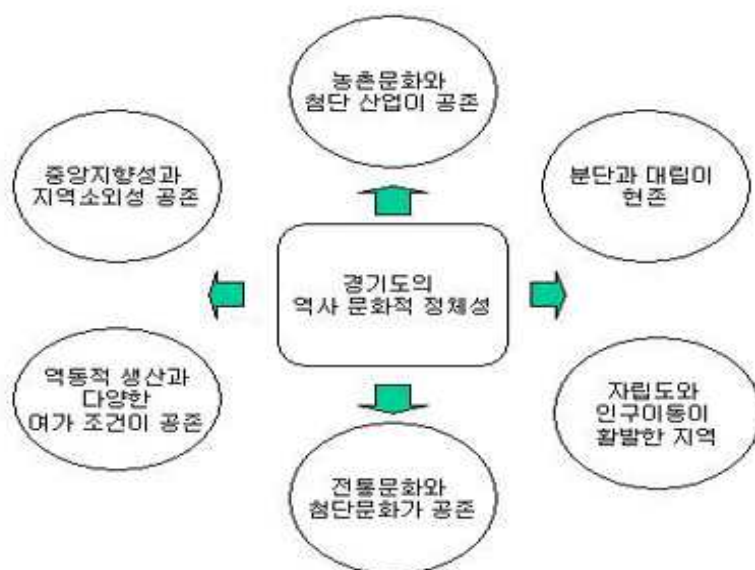 농촌문화와
첨단 산업이 공존
중앙지향성과
지역소외성 공존
분단과 대립이
현존
경기도의
역사 문화적 정체성
역동적 생산과
다양한
여가 조건이 공존
자립도와
인구이동이
활발한 지역
전통문화와
첨단문화가 공존